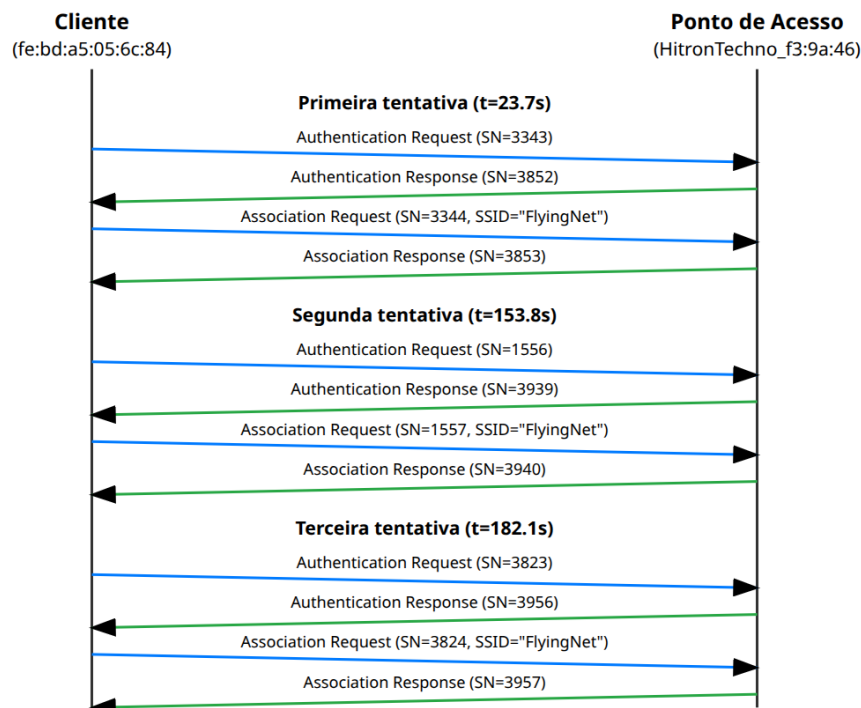 Cliente
(fe:bd:a5:05:6c:84)
Ponto de Acesso
(HitronTechno_f3:9a:46)
Primeira tentativa (t=23.7s)
Authentication Request (SN=3343)
Authentication Response (SN=3852)
Association Request (SN=3344, SSID="FlyingNet")
Association Response (SN=3853)
Segunda tentativa (t=153.8s)
Authentication Request (SN=1556)
Authentication Response (SN=3939)
Association Request (SN=1557, SSID="FlyingNet")
Association Response (SN=3940)
Terceira tentativa (t=182.1s)
Authentication Request (SN=3823)
Authentication Response (SN=3956)
Association Request (SN=3824, SSID="FlyingNet")
Association Response (SN=3957)